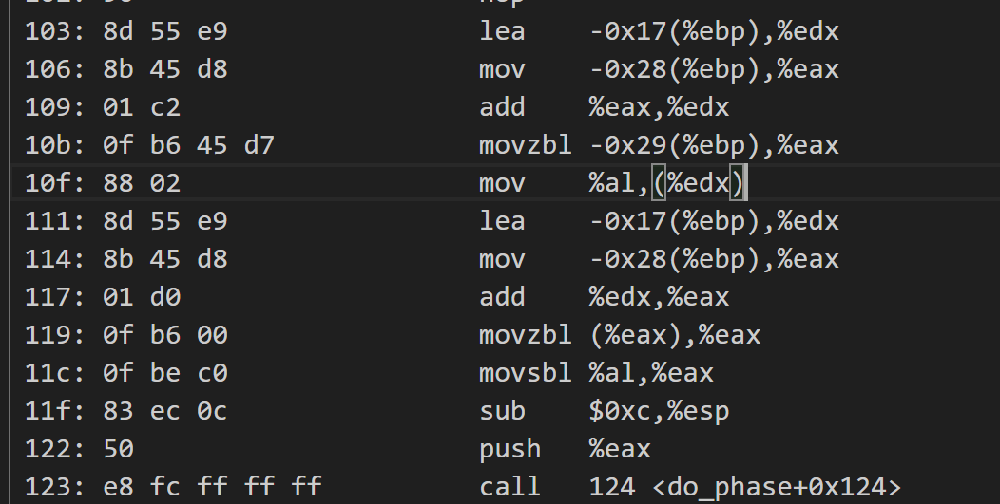 103: 8d 55 e9 lea -0x17(%ebp),%edx
106: 8b 45 d8 mov -0x28(%ebp),%eax
109: 01 c2 add %eax,%edx
10b: 0f b6 45 d7 movzbl -0x29(%ebp),%eax
10f: 88 02 mov %al,(%edx)
111: 8d 55 e9 lea -0x17(%ebp),%edx
114: 8b 45 d8 mov -0x28(%ebp),%eax
117: 01 d0 add %edx,%eax
119: 0f b6 00 movzbl (%eax),%eax
11c: 0f be c0 movsbl %al,%eax
11f: 83 ec 0c sub $0xc,%esp
122: 50 push %eax
123: e8 fc ff ff ff call 124 <do_phase+0x124>